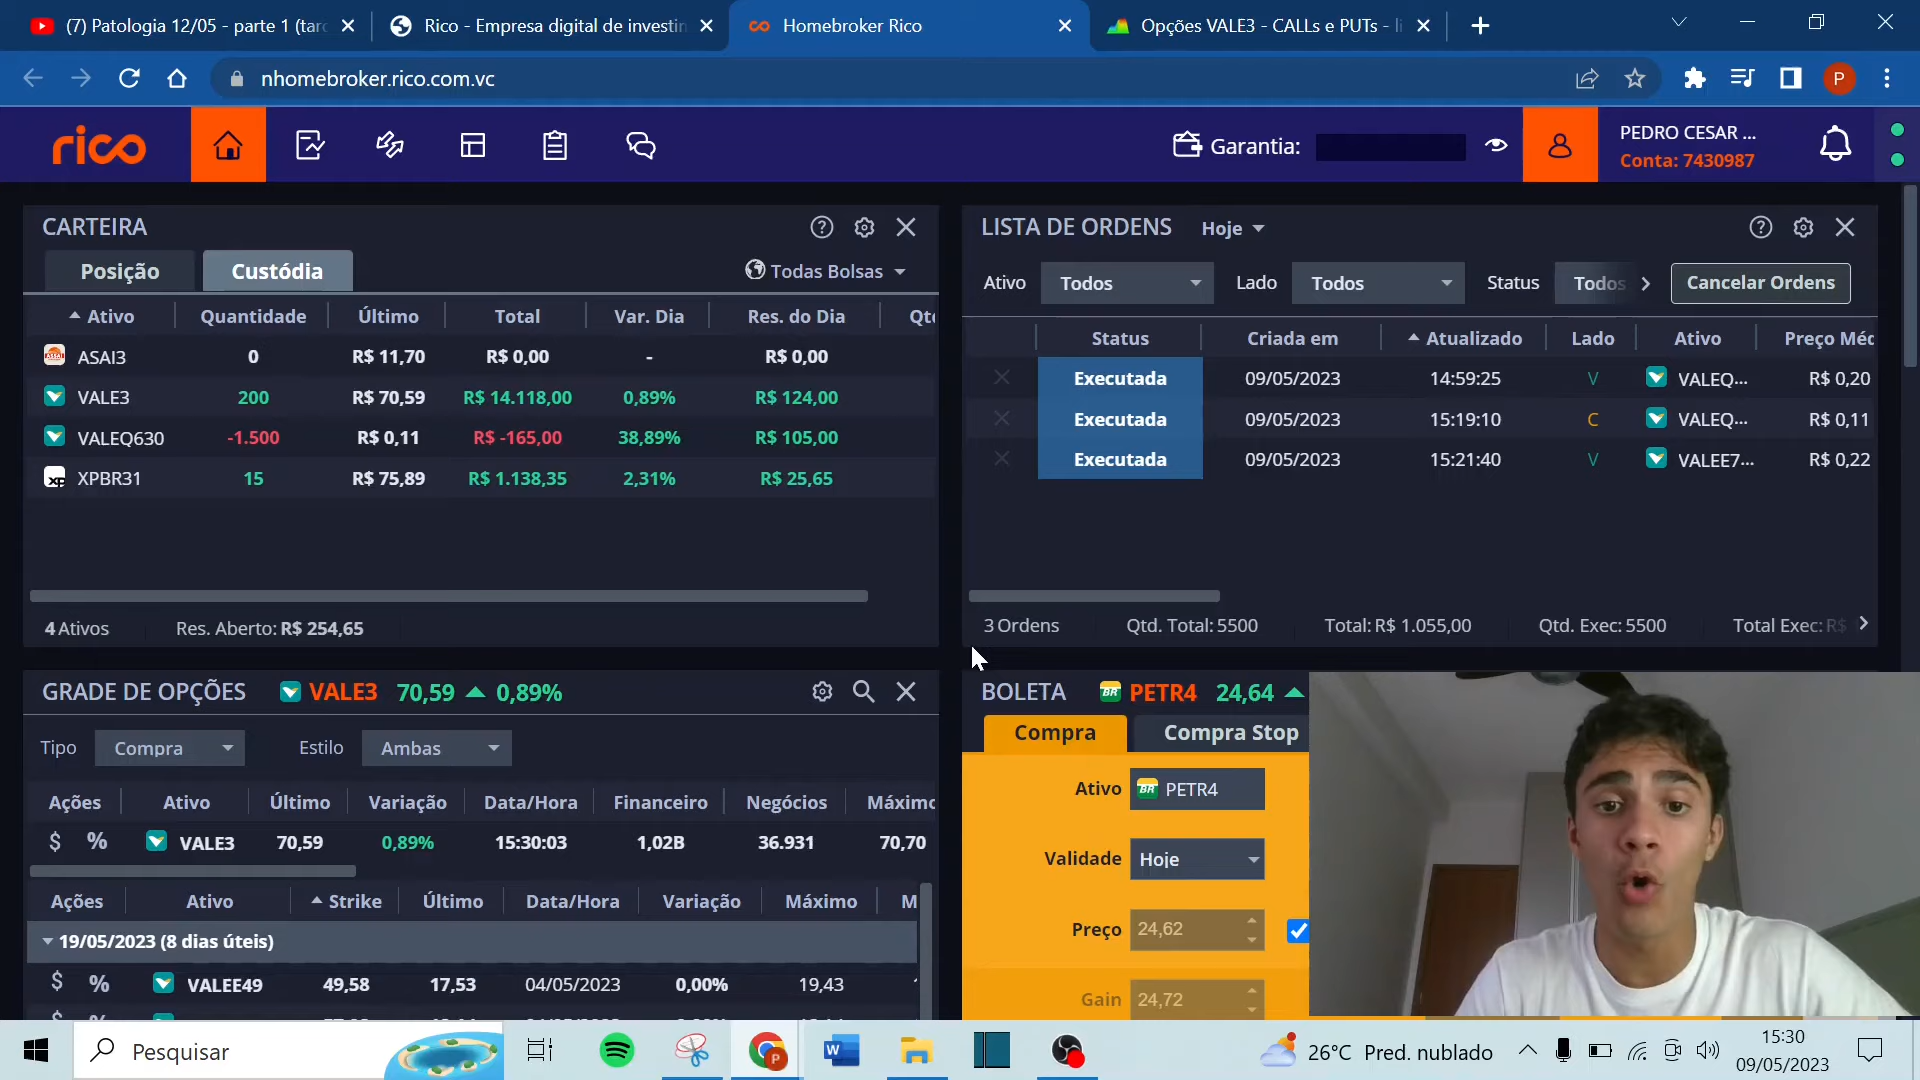 (7) Patologia 12/05 - parte 1 (tard
Rico - Empresa digital de investin
Homebroker Rico
Opções VALE3 - CALLs e PUTs - li
nhomebroker.rico.com.vc
P
rico
Garantia:
PEDRO CESAR ...
Conta: 7430987
CARTEIRA
Posição Custódia Todas Bolsas
Ativo Quantidade Último Total Var. Dia Res. do Dia Qtd
ASAI3 0 R$ 11,70 R$ 0,00 - R$ 0,00
VALE3 200 R$ 70,59 R$ 14.118,00 0,89% R$ 124,00
VALEQ630 -1.500 R$ 0,11 R$ -165,00 38,89% R$ 105,00
XPBR31 15 R$ 75,89 R$ 1.138,35 2,31% R$ 25,65
4 Ativos Res. Aberto: R$ 254,65
LISTA DE ORDENS Hoje
Ativo Todos Lado Todos Status Todos Cancelar Ordens
Status Criada em Atualizado Lado Ativo Preço Méc
Executada 09/05/2023 14:59:25 V VALEQ... R$ 0,20
Executada 09/05/2023 15:19:10 C VALEQ... R$ 0,11
Executada 09/05/2023 15:21:40 V VALEE7... R$ 0,22
3 Ordens Qtd. Total: 5500 Total: R$ 1.055,00 Qtd. Exec: 5500 Total Exec: R$
GRADE DE OPÇÕES VALE3 70,59 0,89%
Tipo Compra Estilo Ambas
Ações Ativo Último Variação Data/Hora Financeiro Negócios Máximo
$ % VALE3 70,59 0,89% 15:30:03 1,02B 36.931 70,70
Ações Ativo Strike Último Data/Hora Variação Máximo M
19/05/2023 (8 dias úteis)
$ % VALEE49 49,58 17,53 04/05/2023 0,00% 19,43
BOLETA PETR4 24,64
Compra Compra Stop
Ativo PETR4
Validade Hoje
Preço 24,62
Gain 24,72
Pesquisar
26°C Pred. nublado
15:30
09/05/2023